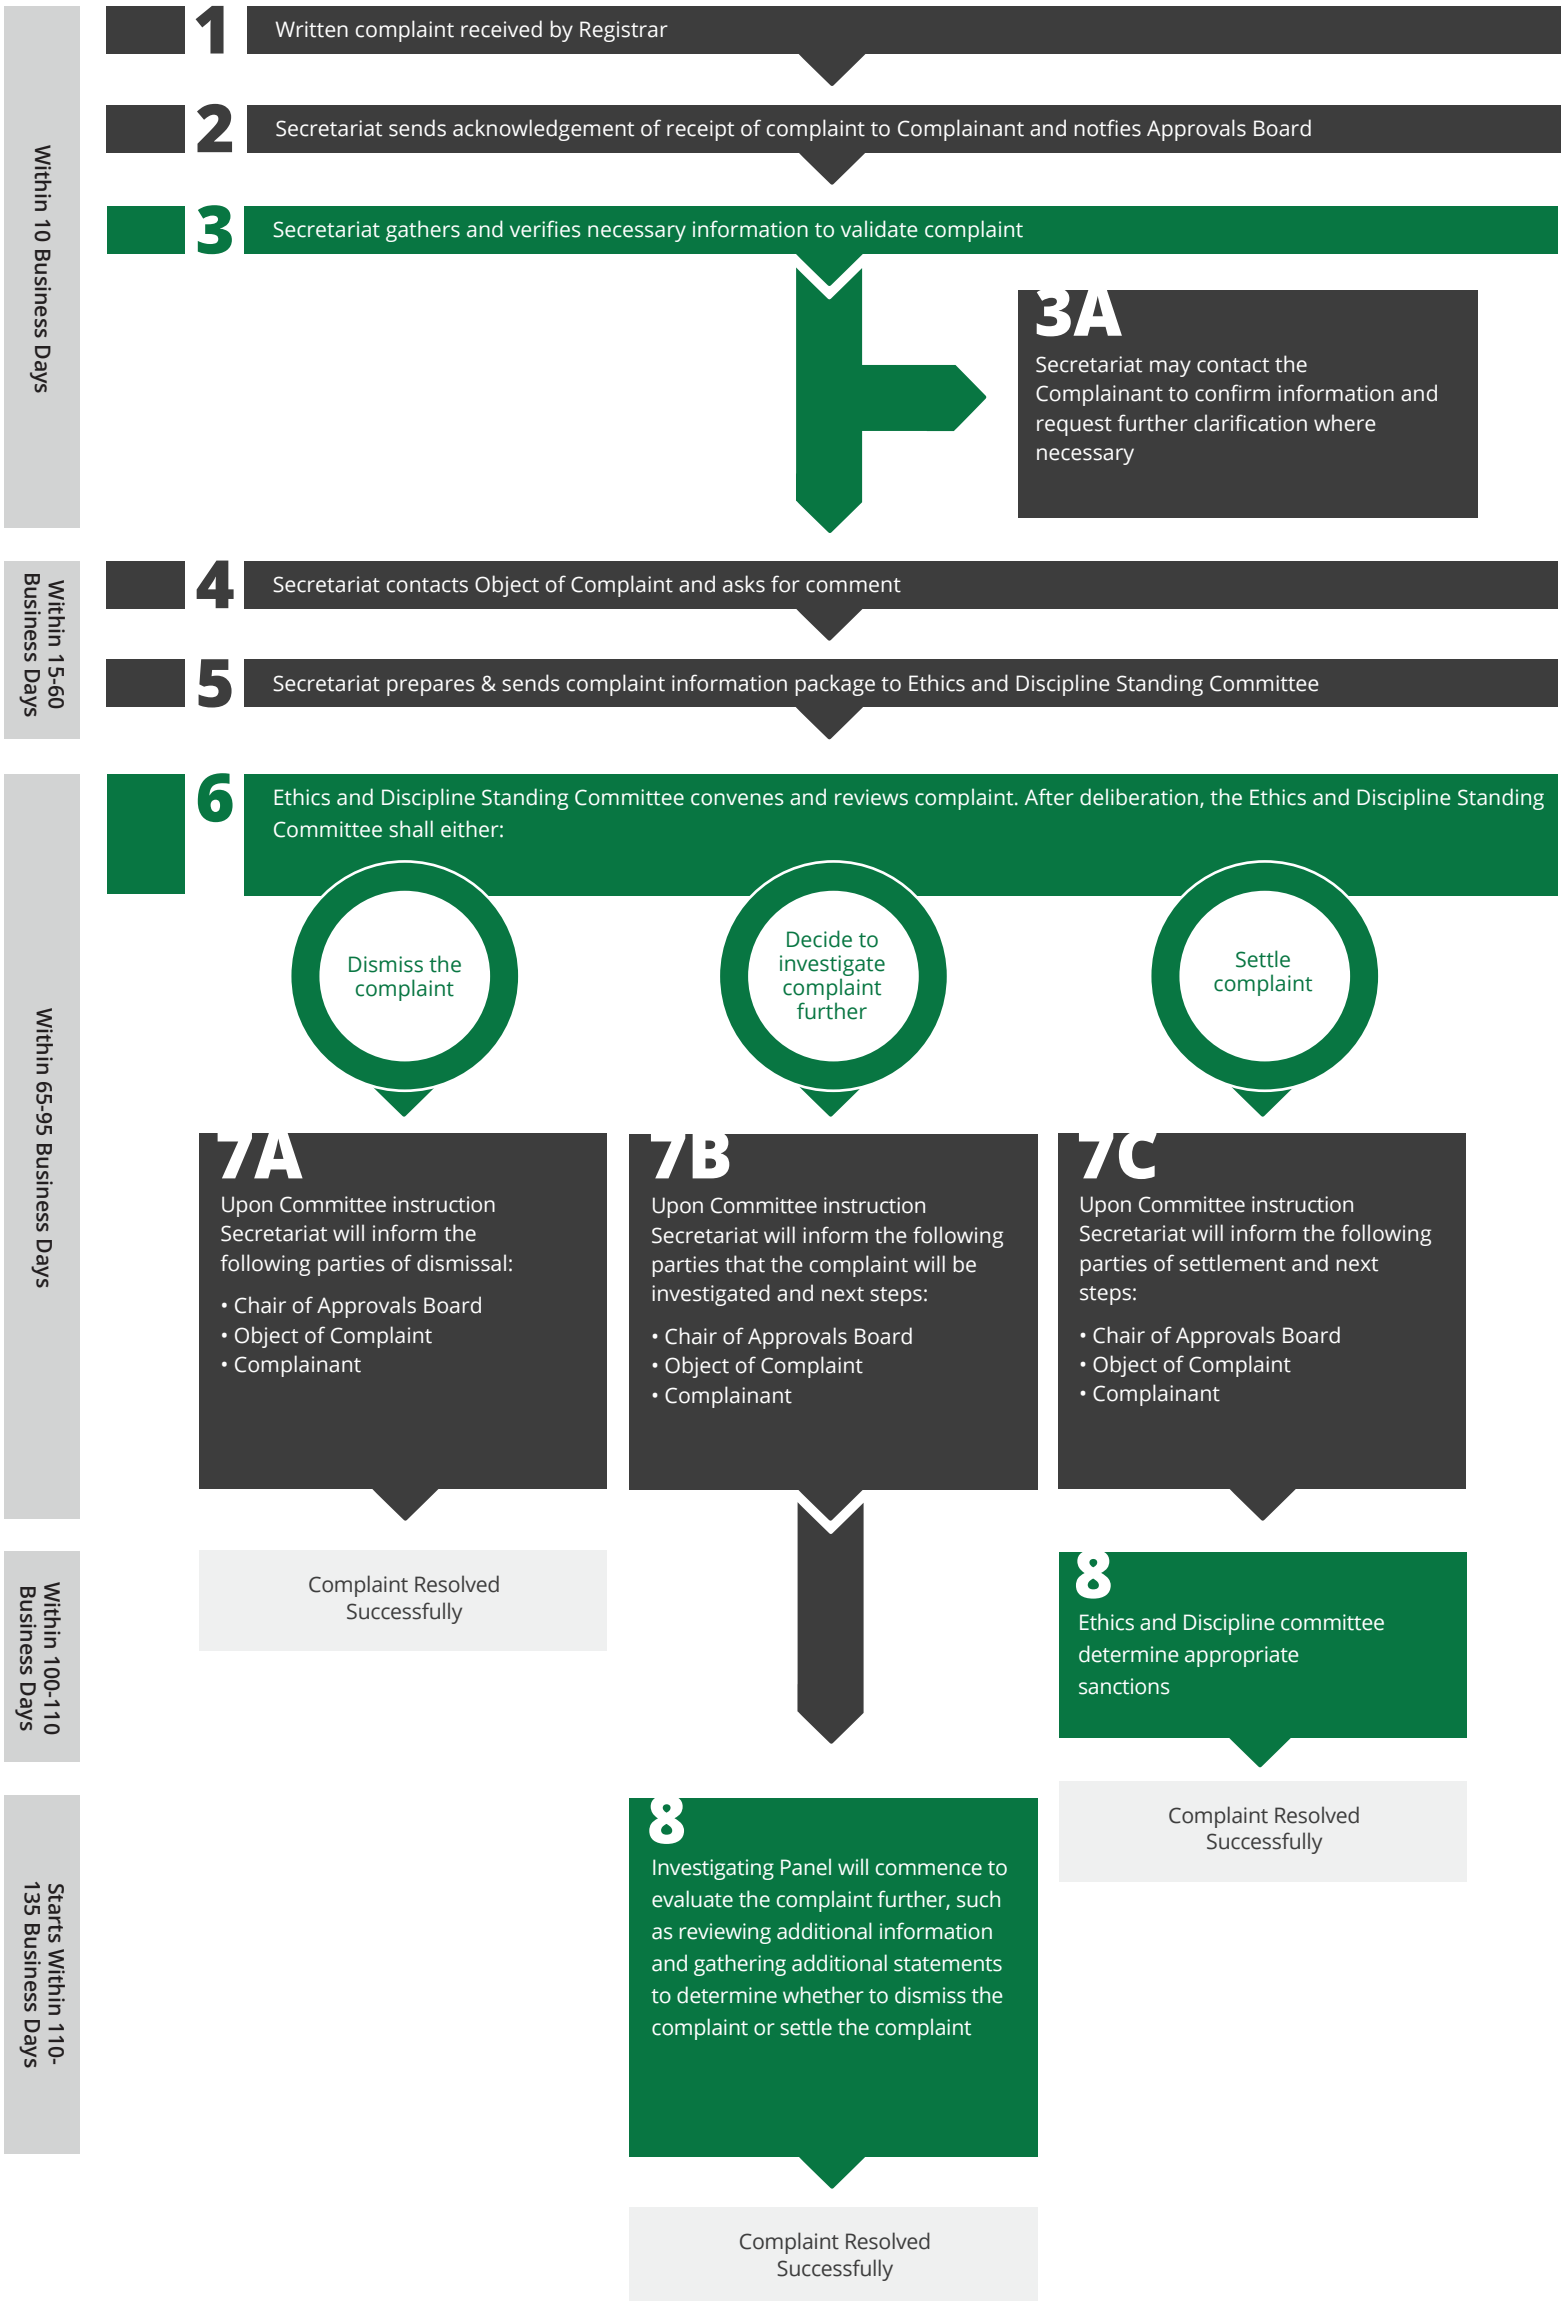 Within 10 Business Days
1
Written complaint received by Registrar
2
Secretariat sends acknowledgement of receipt of complaint to Complainant and notfies Approvals Board
3
Secretariat gathers and verifies necessary information to validate complaint
3A
Secretariat may contact the
Complainant to confirm information and
request further clarification where
necessary
Within 15-60
Business Days
4
Secretariat contacts Object of Complaint and asks for comment
5
Secretariat prepares & sends complaint information package to Ethics and Discipline Standing Committee
Within 65-95 Business Days
6
Ethics and Discipline Standing Committee convenes and reviews complaint. After deliberation, the Ethics and Discipline Standing
Committee shall either:
Dismiss the
complaint
Decide to
investigate
complaint
further
Settle
complaint
7A
Upon Committee instruction
Secretariat will inform the
following parties of dismissal:
• Chair of Approvals Board
• Object of Complaint
• Complainant
7B
Upon Committee instruction
Secretariat will inform the following
parties that the complaint will be
investigated and next steps:
• Chair of Approvals Board
• Object of Complaint
• Complainant
7C
Upon Committee instruction
Secretariat will inform the following
parties of settlement and next
steps:
• Chair of Approvals Board
• Object of Complaint
• Complainant
Within 100-110
Business Days
Complaint Resolved
Successfully
8
Ethics and Discipline committee
determine appropriate
sanctions
Complaint Resolved
Successfully
Starts Within 110-
135 Business Days
8
Investigating Panel will commence to
evaluate the complaint further, such
as reviewing additional information
and gathering additional statements
to determine whether to dismiss the
complaint or settle the complaint
Complaint Resolved
Successfully